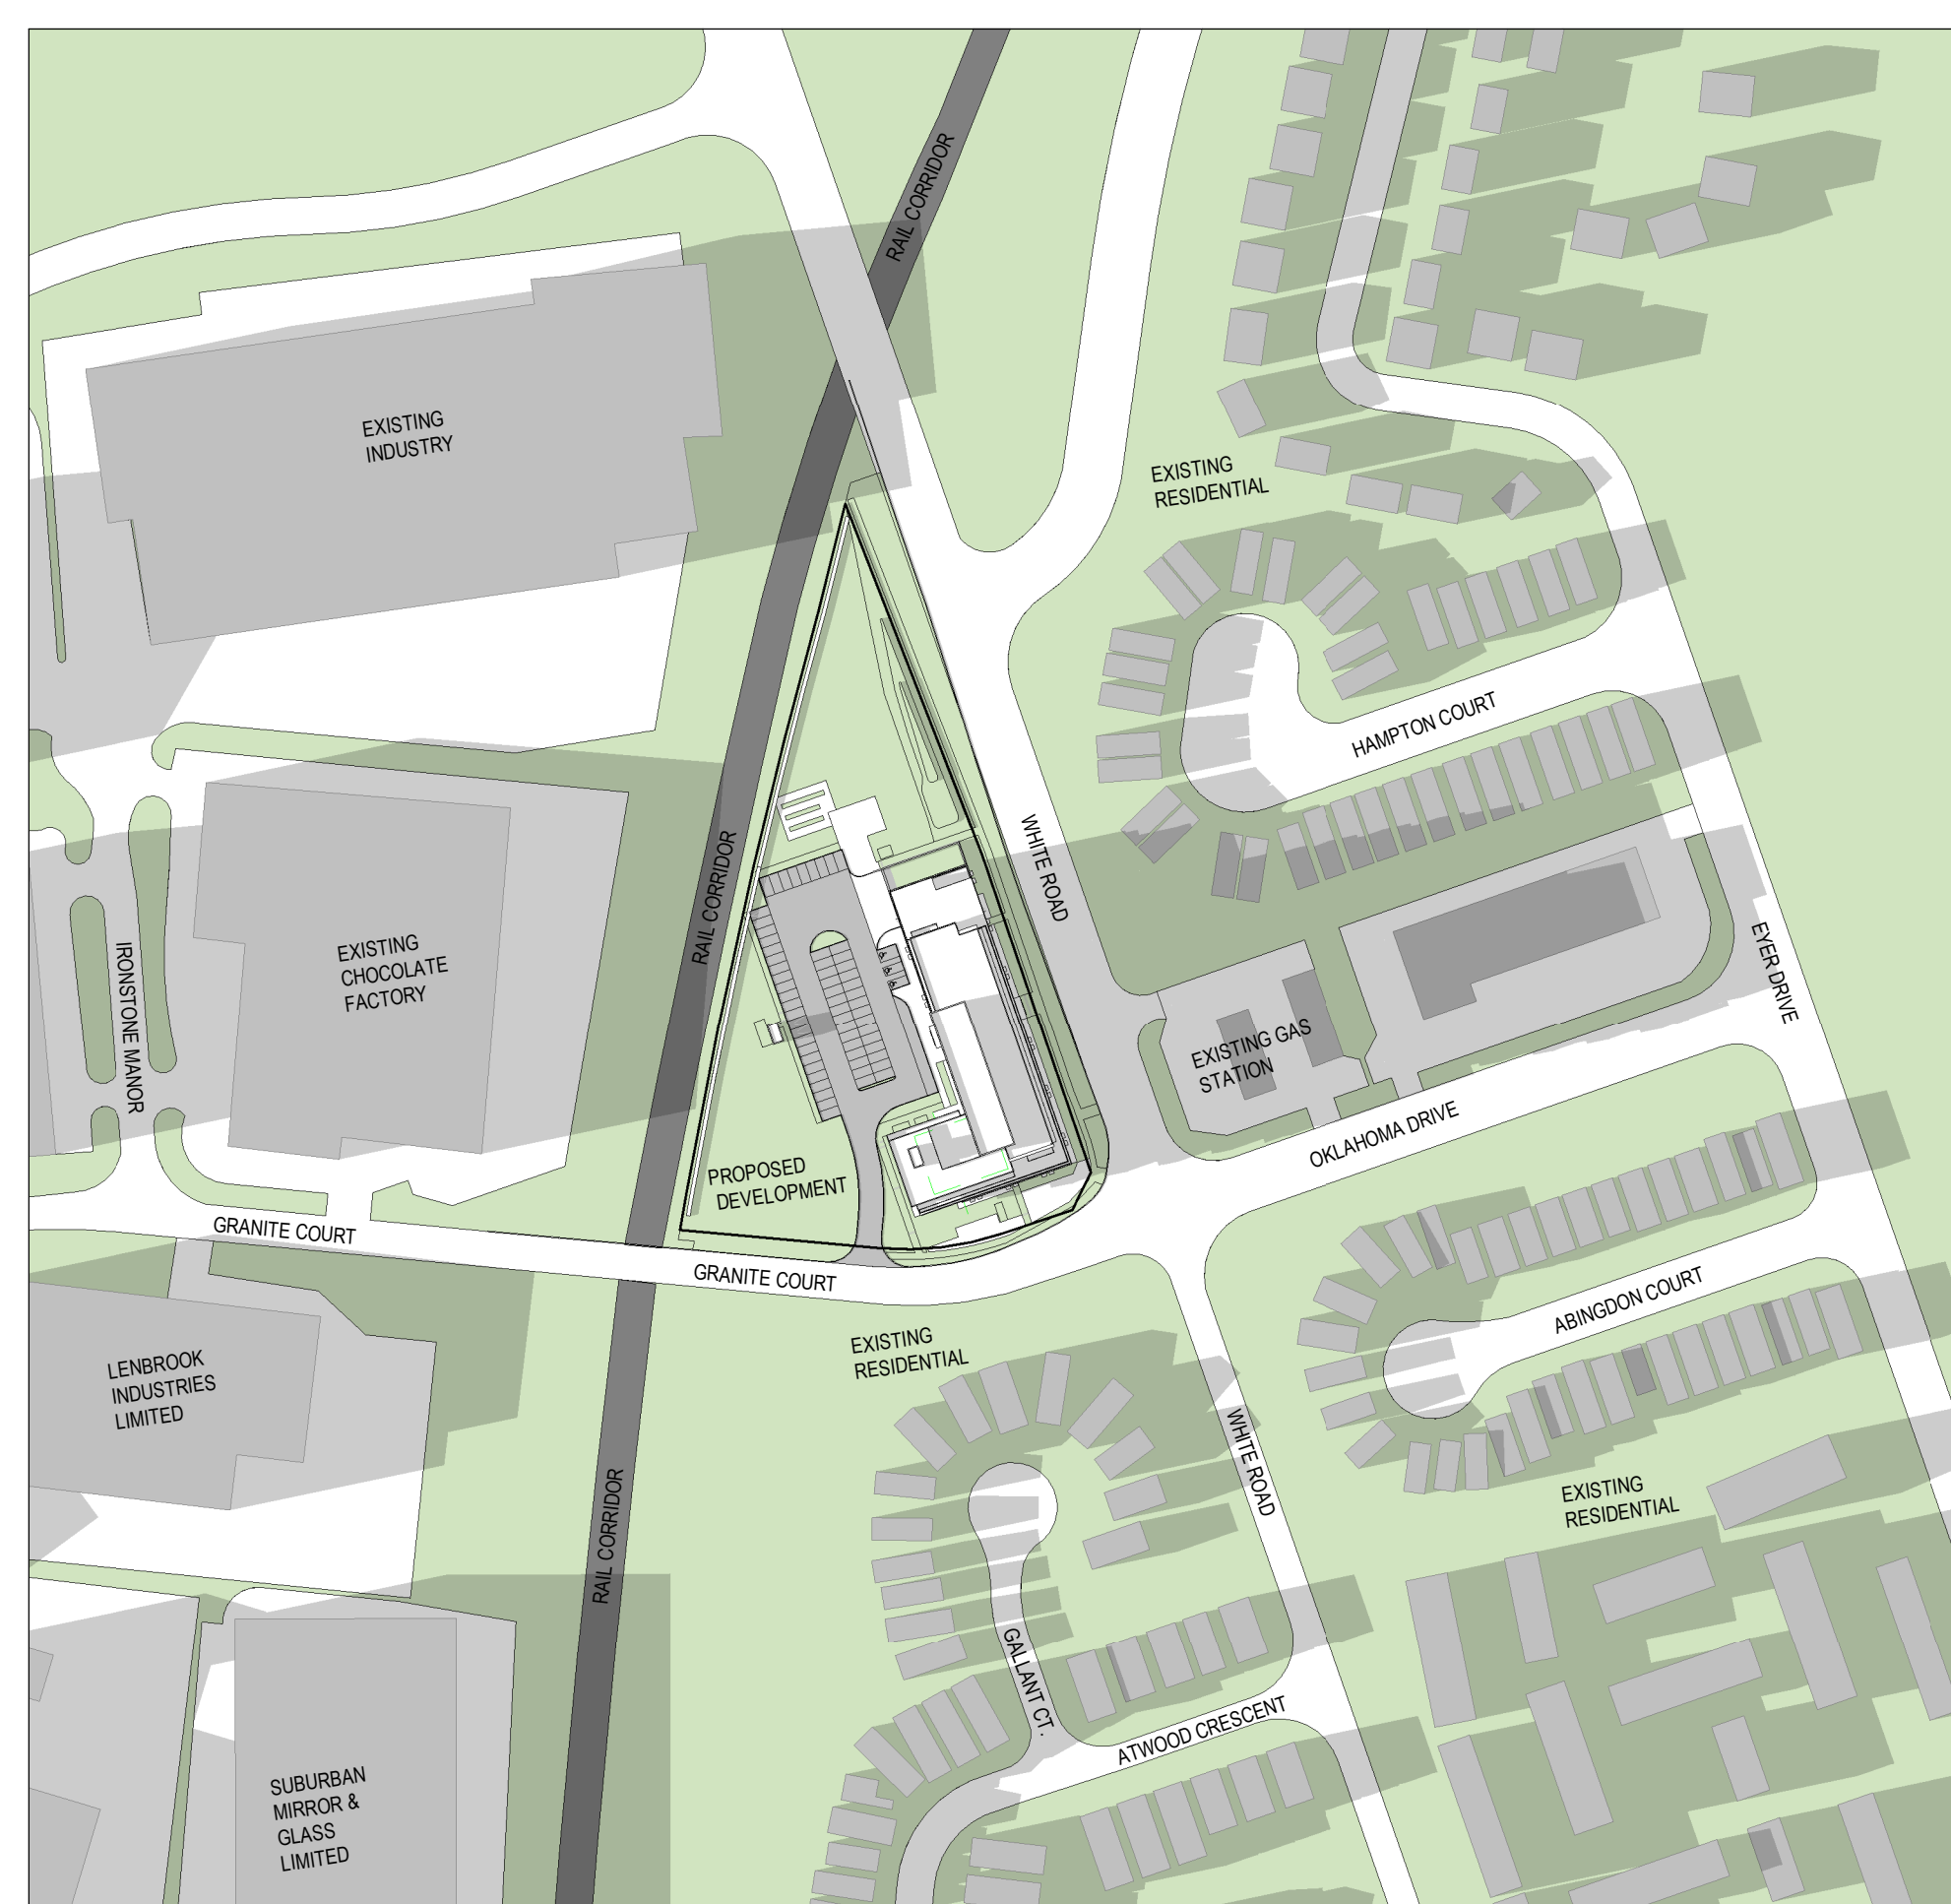 RAIL CORRIDOR
EXISTING
INDUSTRY
EXISTING
RESIDENTIAL
HAMPTON COURT
WHITE ROAD
RAIL CORRIDOR
EXISTING
CHOCOLATE
FACTORY
IRONSTONE MANOR
EYER DRIVE
EXISTING GAS
STATION
OKLAHOMA DRIVE
PROPOSED
DEVELOPMENT
GRANITE COURT
GRANITE COURT
ABINGDON COURT
EXISTING
RESIDENTIAL
LENBROOK
INDUSTRIES
LIMITED
WHITE ROAD
RAIL CORRIDOR
EXISTING
RESIDENTIAL
GALLANT CT.
ATWOOD CRESCENT
SUBURBAN
MIRROR &
GLASS
LIMITED